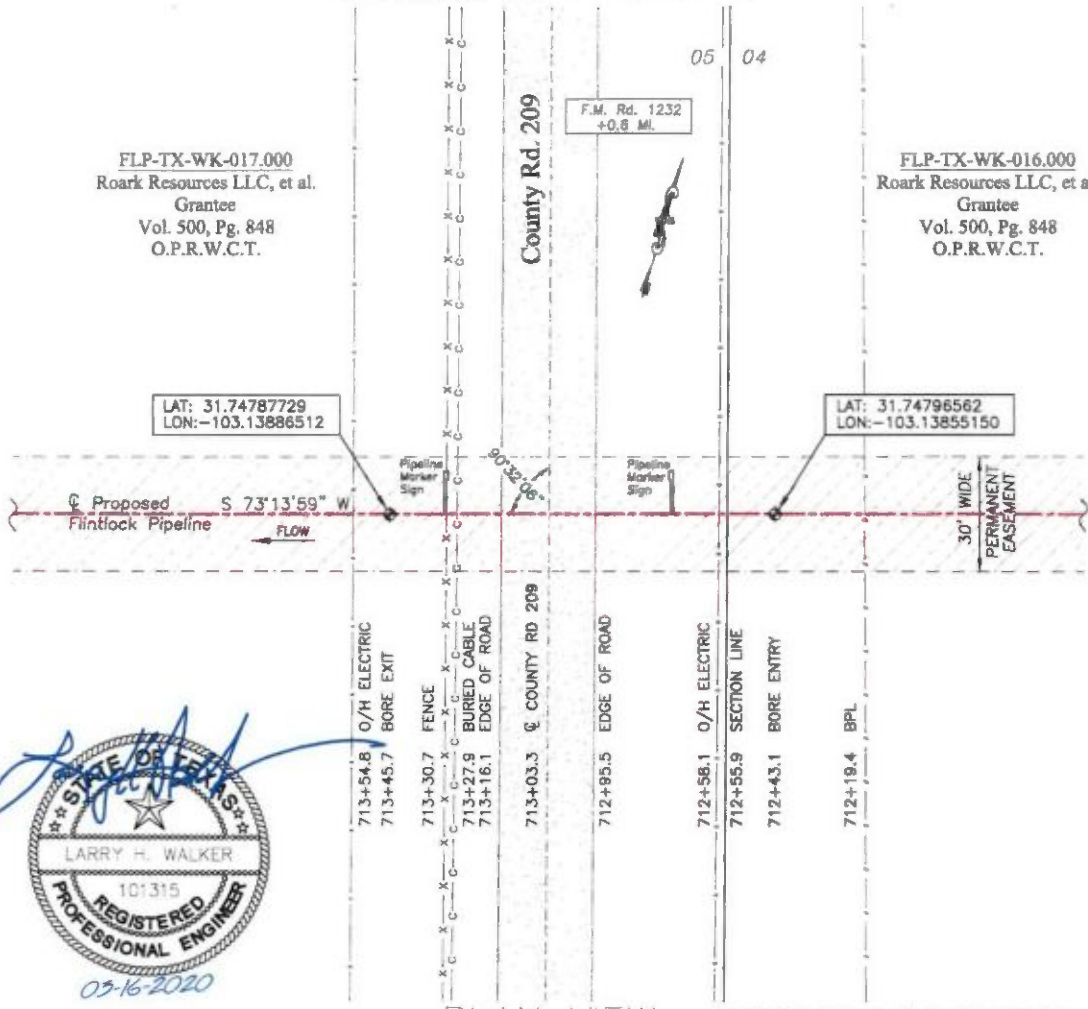 05 04
F.M. Rd. 1232
+0.6 Mi.
County Rd. 209
FLP-TX-WK-017.000
Roark Resources LLC, et al.
Grantee
Vol. 500, Pg. 848
O.P.R.W.C.T.
FLP-TX-WK-016.000
Roark Resources LLC, et a
Grantee
Vol. 500, Pg. 848
O.P.R.W.C.T.
LAT: 31.74787729
LON:-103.13886512
LAT: 31.74796562
LON:-103.13855150
Pipeline
Marker
Sign
90°32'06"
Pipeline
Marker
Sign
℄ Proposed S 73°13'59" W
Flintlock Pipeline
FLOW
30' WIDE
PERMANENT
EASEMENT
713+54.8 O/H ELECTRIC
713+45.7 BORE EXIT
713+30.7 FENCE
713+27.9 BURIED CABLE
713+16.1 EDGE OF ROAD
713+03.3 ℄ COUNTY RD 209
712+95.5 EDGE OF ROAD
712+58.1 O/H ELECTRIC
712+55.9 SECTION LINE
712+43.1 BORE ENTRY
712+19.4 BPL
STATE OF TEXAS
LARRY H. WALKER
101315
REGISTERED
PROFESSIONAL ENGINEER
03-16-2020